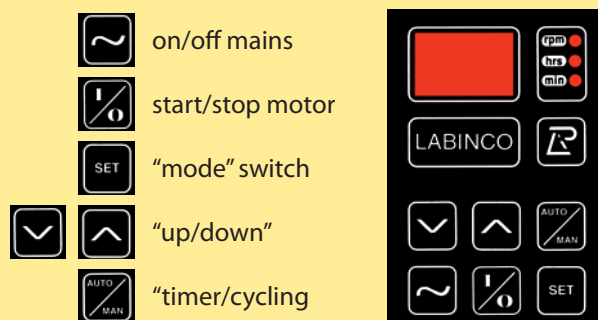 on/off mains
I/O start/stop motor
SET "mode" switch
"up/down"
AUTO/MAN "timer/cycling
rpm
hrs
min
LABINCO
AUTO/MAN
I/O SET